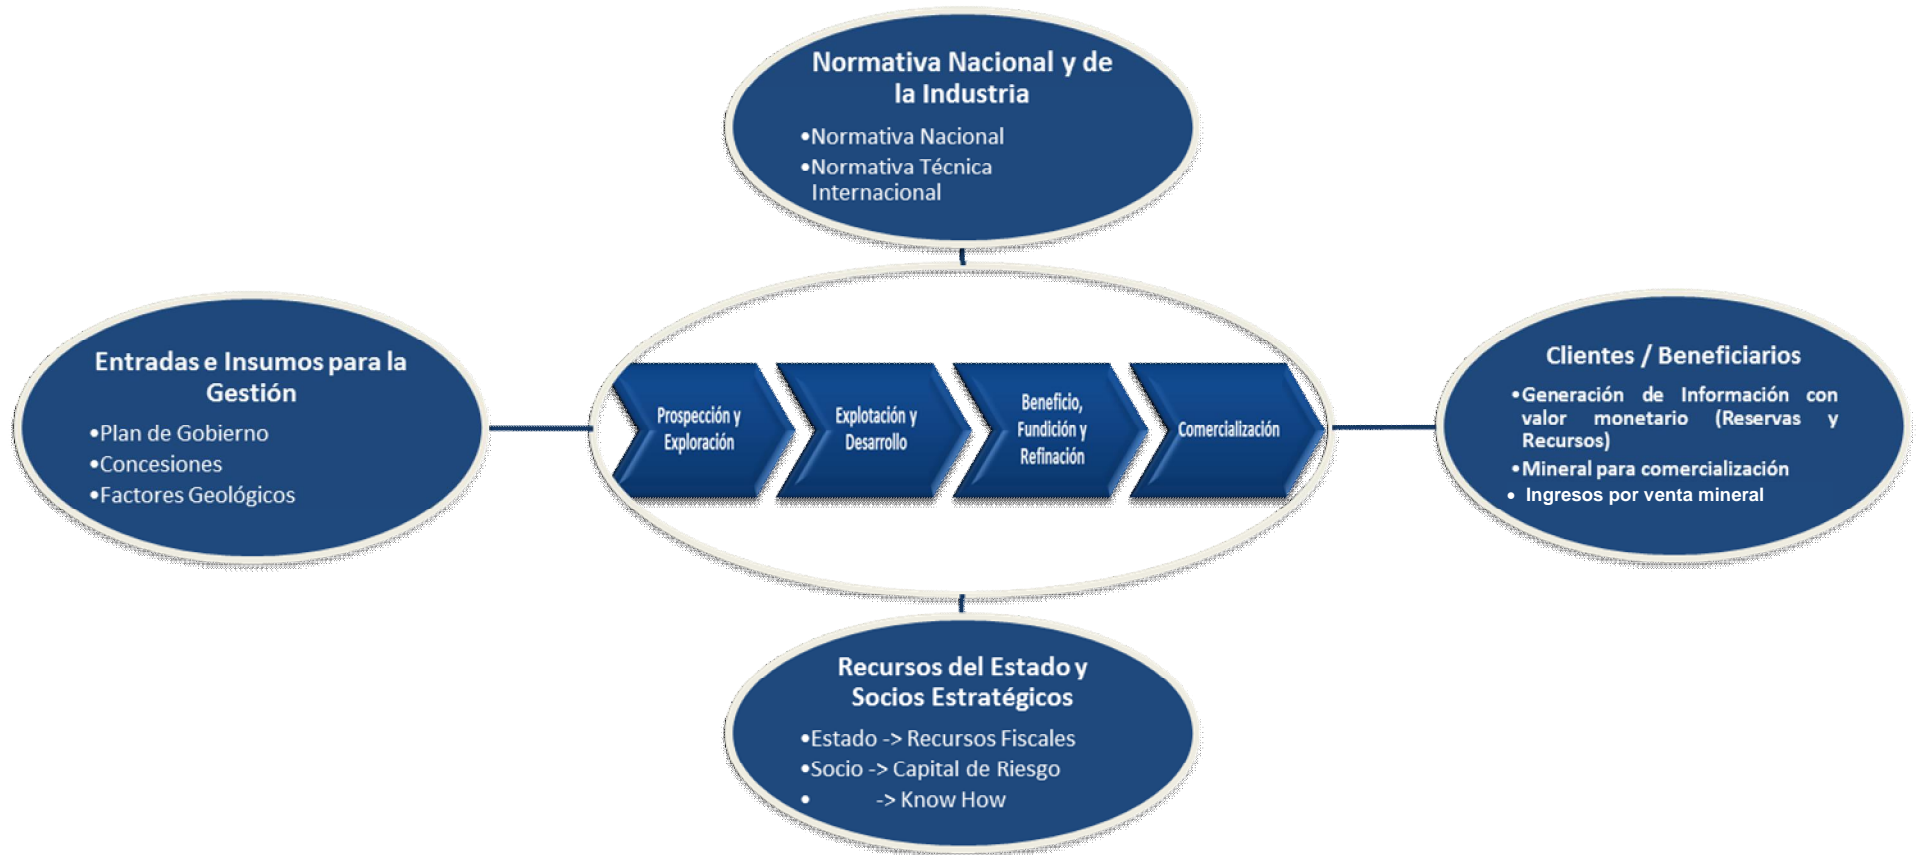 Normativa Nacional y de
la Industria
•Normativa Nacional
•Normativa Técnica
Internacional
Entradas e Insumos para la
Gestión
•Plan de Gobierno
•Concesiones
•Factores Geológicos
Prospección y
Exploración
Explotación y
Desarrollo
Beneficio,
Fundición y
Refinación
Comercialización
Clientes / Beneficiarios
•Generación de Información con
valor monetario (Reservas y
Recursos)
•Mineral para comercialización
• Ingresos por venta mineral
Recursos del Estado y
Socios Estratégicos
•Estado -> Recursos Fiscales
•Socio -> Capital de Riesgo
• -> Know How